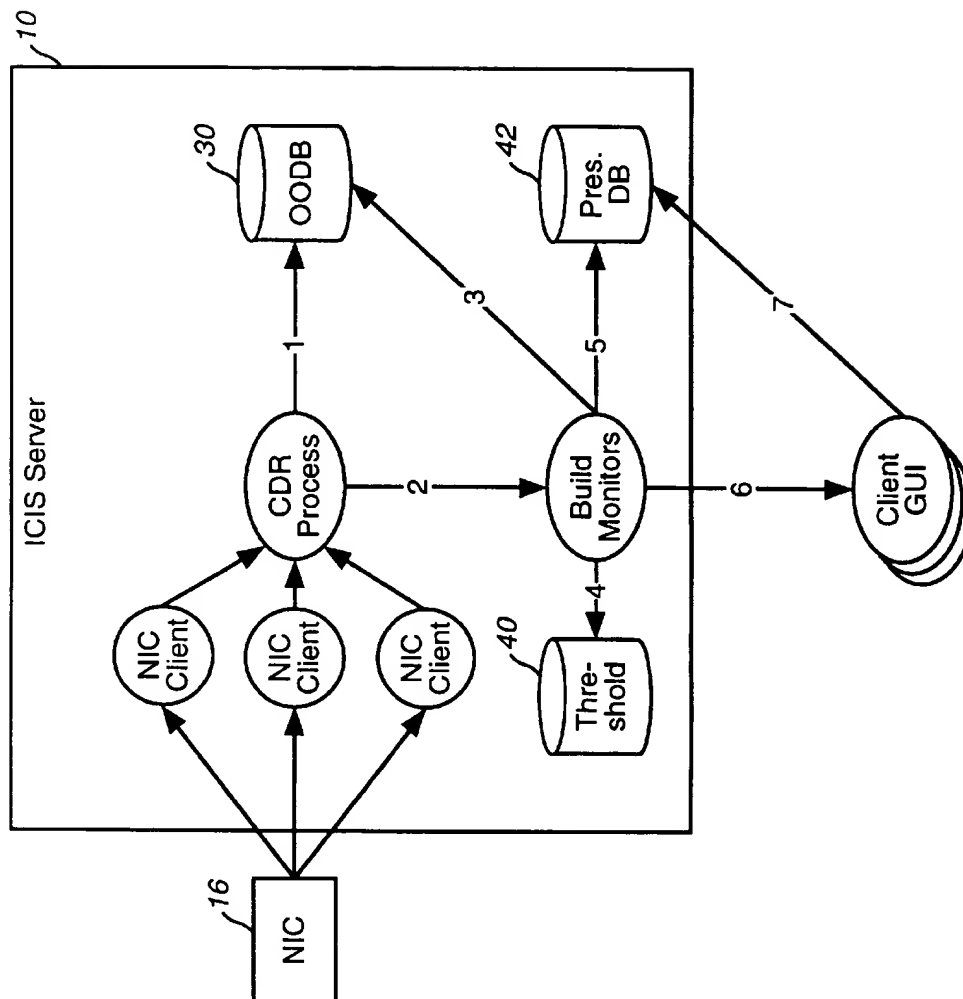 10
ICIS Server
30
OODB
1
CDR
Process
NIC
Client
NIC
Client
NIC
Client
16
NIC
2
3
42
Pres.
DB
5
Build
Monitors
4
40
Thre-
shold
6
7
Client
GUI